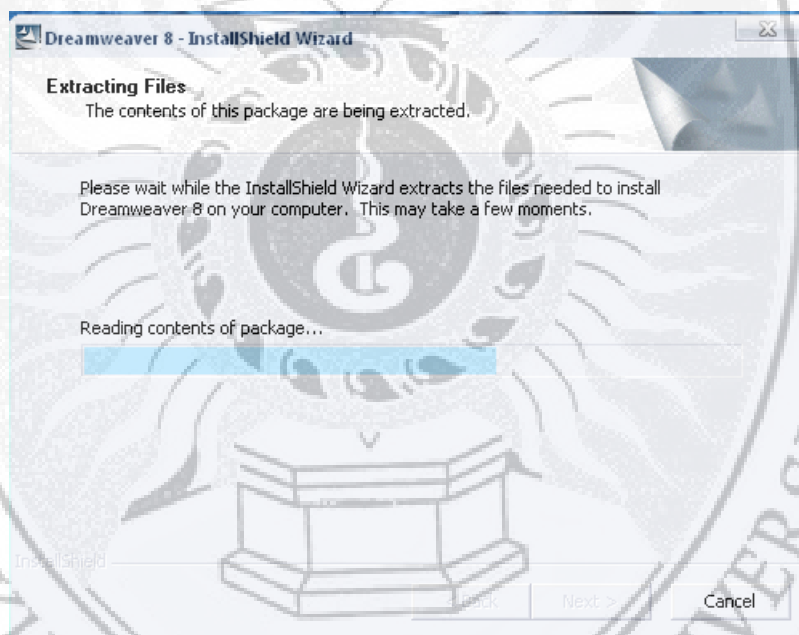 Dreamweaver 8 - InstallShield Wizard
Extracting Files
The contents of this package are being extracted.
Please wait while the InstallShield Wizard extracts the files needed to install
Dreamweaver 8 on your computer. This may take a few moments.
Reading contents of package...
InstallShield
< Back Next > Cancel